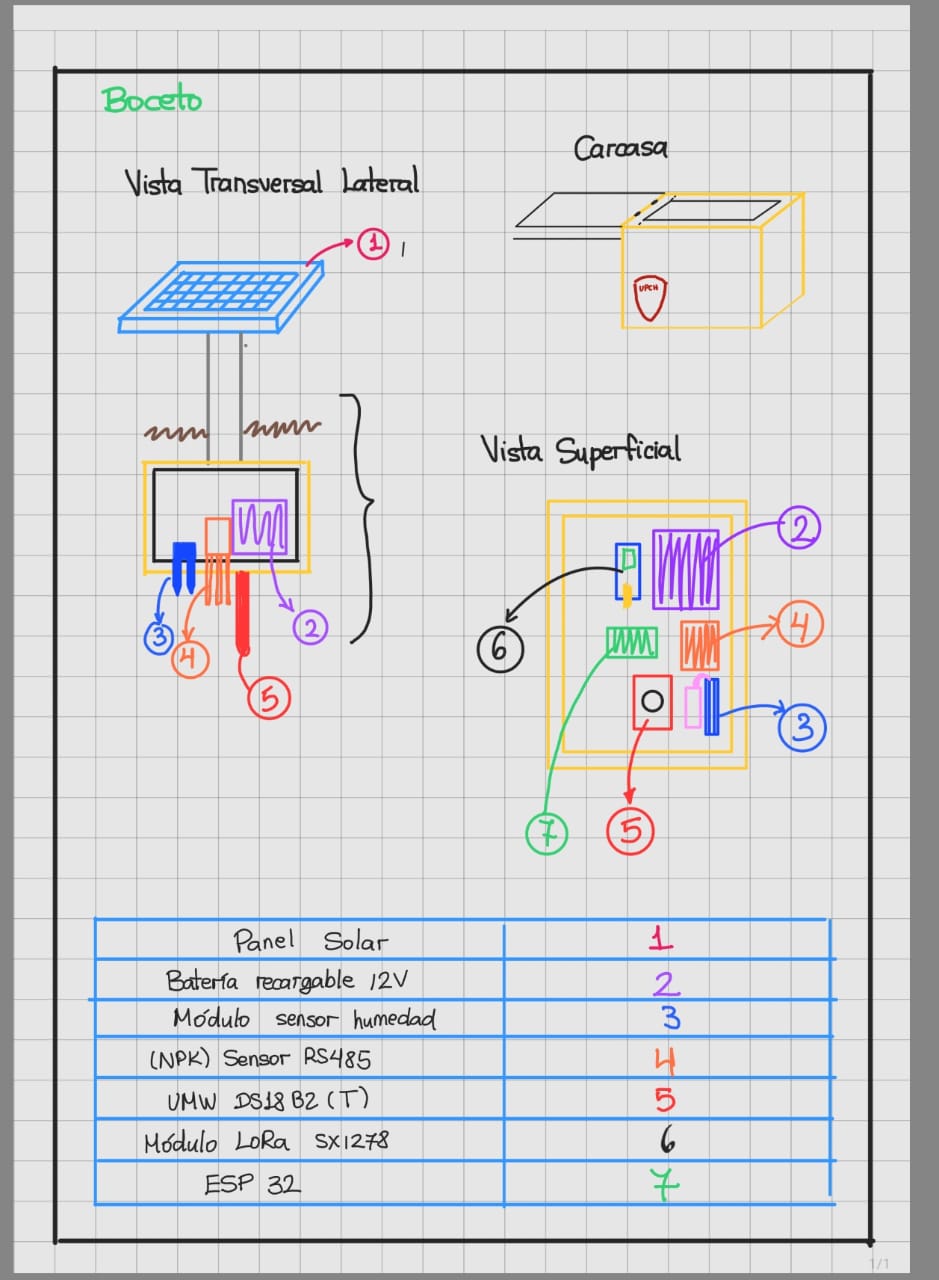 Boceto
Vista Transversal Lateral
1
Carcasa
UPCH
3
4
2
5
Vista Superficial
2
6
4
3
7
5
Panel Solar 1
Batería recargable 12V 2
Módulo sensor humedad 3
(NPK) Sensor RS485 4
UMW DS18B2 (T) 5
Módulo LoRa SX1278 6
ESP 32 7
1/1